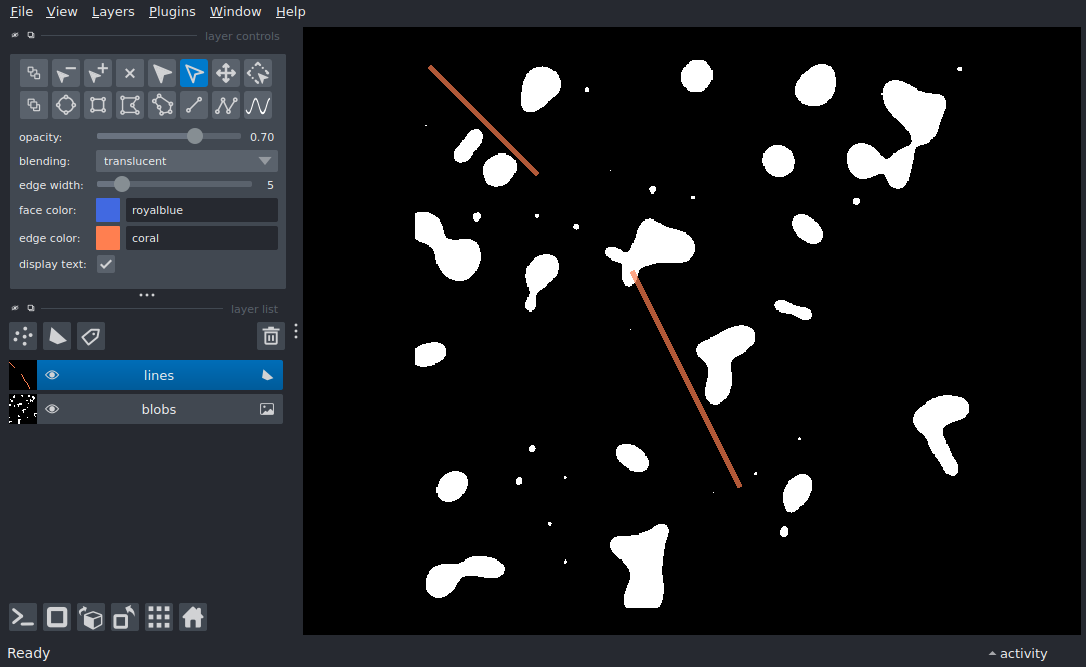 File View Layers Plugins Window Help
layer controls
opacity: 0.70
blending: translucent
edge width: 5
face color: royalblue
edge color: coral
display text:
layer list
lines
blobs
Ready
activity